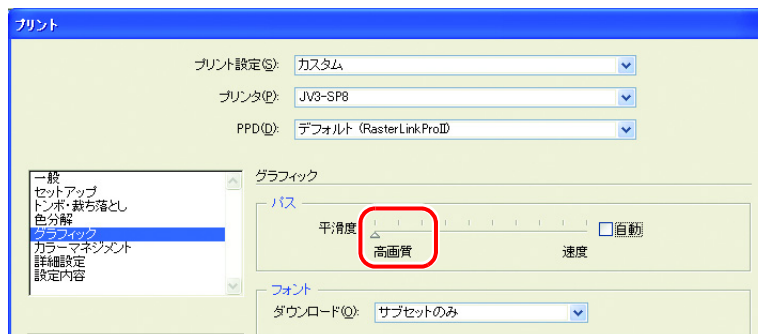 プリント
プリント設定(S): カスタム
プリンタ(P): JV3-SP8
PPD(D): デフォルト (RasterLinkProII)
一般
セットアップ
トンボ・裁ち落とし
色分解
グラフィック
カラーマネジメント
詳細設定
設定内容
グラフィック
パス
平滑度 自動
高画質 速度
フォント
ダウンロード(O): サブセットのみ